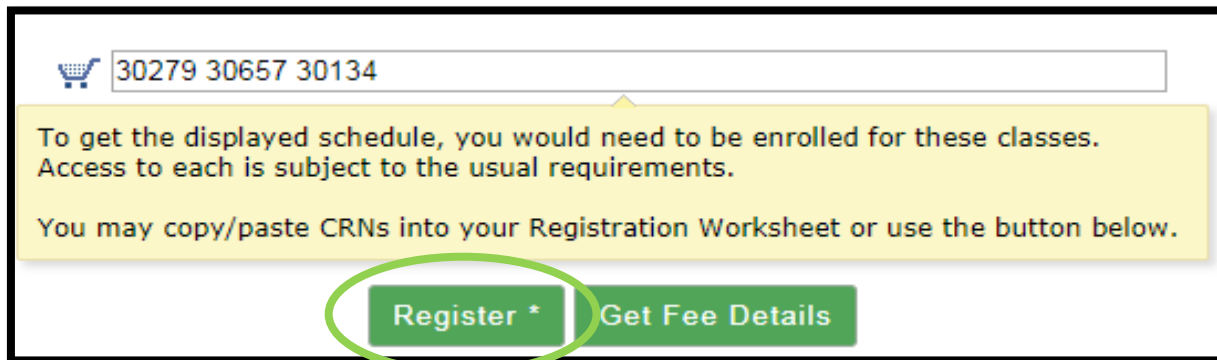 30279 30657 30134
To get the displayed schedule, you would need to be enrolled for these classes.
Access to each is subject to the usual requirements.
You may copy/paste CRNs into your Registration Worksheet or use the button below.
Register * Get Fee Details